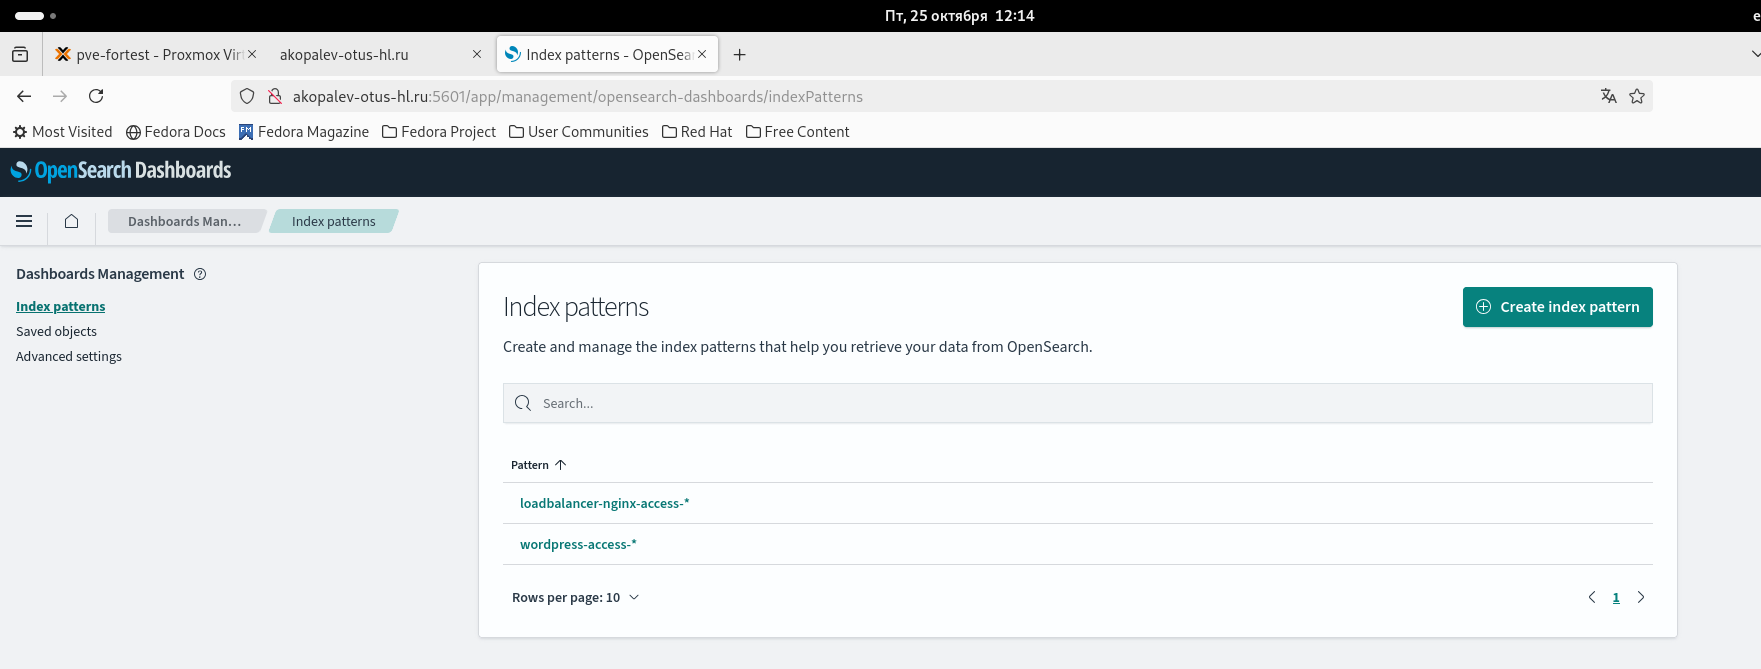 Пт, 25 октября 12:14
pve-fortest - Proxmox Virt
akopalev-otus-hl.ru
Index patterns - OpenSear
akopalev-otus-hl.ru:5601/app/management/opensearch-dashboards/indexPatterns
Most Visited Fedora Docs Fedora Magazine Fedora Project User Communities Red Hat Free Content
OpenSearch Dashboards
Dashboards Man... Index patterns
Dashboards Management
Index patterns
Saved objects
Advanced settings
Index patterns
Create index pattern
Create and manage the index patterns that help you retrieve your data from OpenSearch.
Search...
Pattern
loadbalancer-nginx-access-*
wordpress-access-*
Rows per page: 10
1